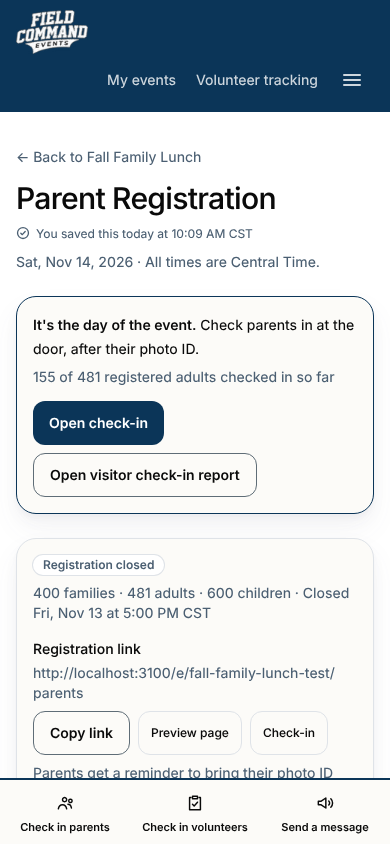 FIELD
COMMAND
EVENTS
My events Volunteer tracking
← Back to Fall Family Lunch
Parent Registration
You saved this today at 10:09 AM CST
Sat, Nov 14, 2026 · All times are Central Time.
It's the day of the event. Check parents in at the
door, after their photo ID.
155 of 481 registered adults checked in so far
Open check-in
Open visitor check-in report
Registration closed
400 families · 481 adults · 600 children · Closed
Fri, Nov 13 at 5:00 PM CST
Registration link
http://localhost:3100/e/fall-family-lunch-test/
parents
Copy link Preview page Check-in
Parents get a reminder to bring their photo ID
Check in parents Check in volunteers Send a message